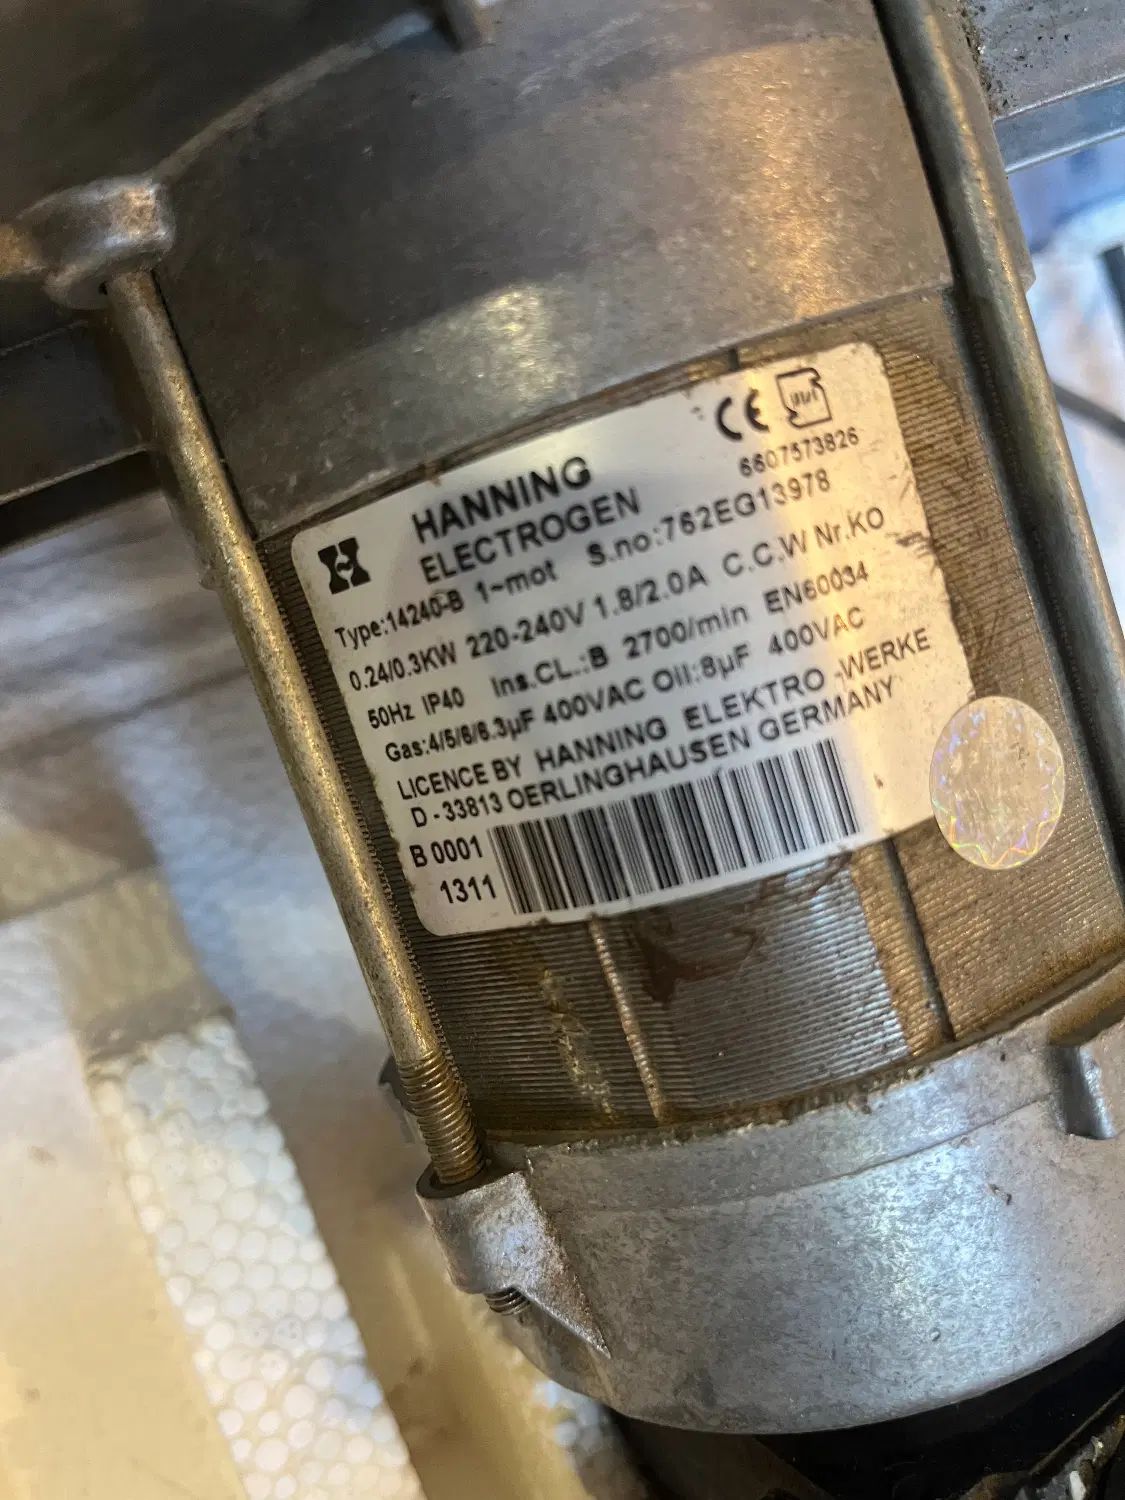 CE
6607573826
HANNING
ELECTROGEN
Type:14240-B 1~mot S.no:762EG13978
0.24/0.3KW 220-240V 1.8/2.0A C.C.W Nr.KO
50Hz IP40 Ins.CL.:B 2700/min EN60034
Gas:4/5/6/6.3µF 400VAC Oil:8µF 400VAC
LICENCE BY HANNING ELEKTRO -WERKE
D - 33813 OERLINGHAUSEN GERMANY
B 0001
1311